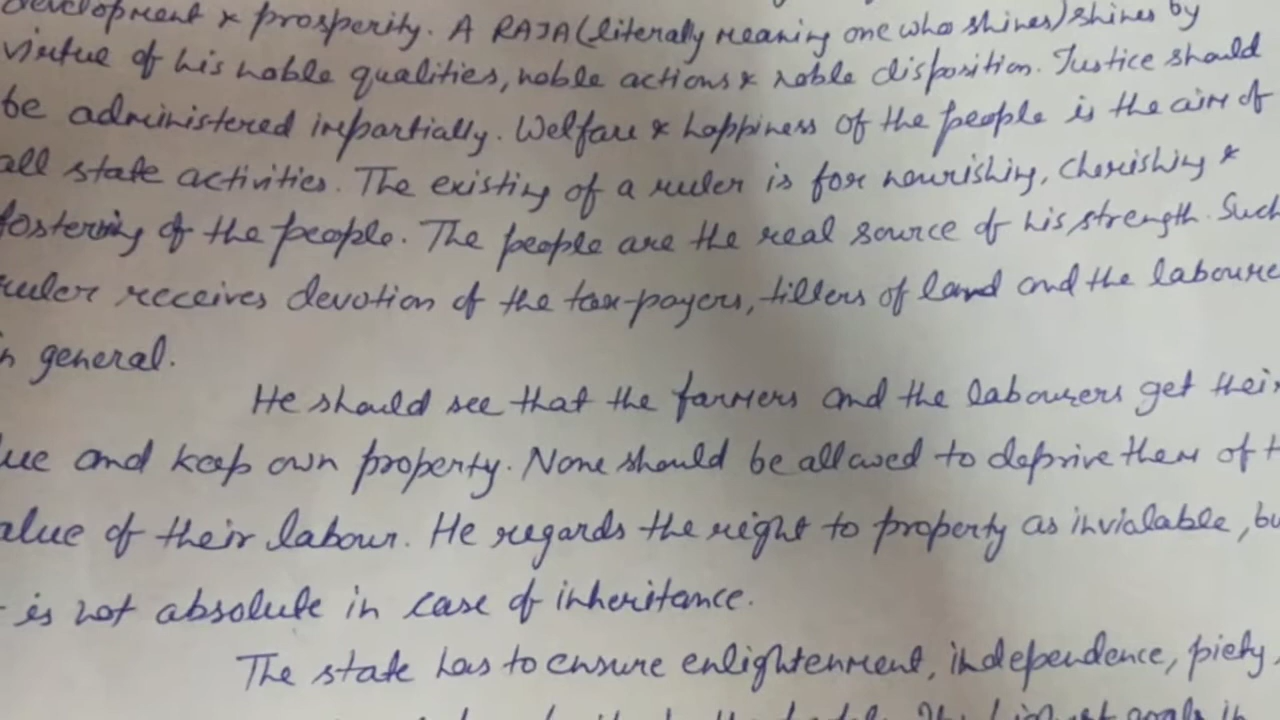 development & prosperity. A RAJA (literally meaning one who shines) shines by
virtue of his noble qualities, noble actions & noble disposition. Justice should
be administered impartially. Welfare & happiness of the people is the aim of
all state activities. The existing of a ruler is for nourishing, cherishing &
fostering of the people. The people are the real source of his strength. Such
ruler receives devotion of the tax-payers, tillers of land and the laboure
n general.
He should see that the farmers and the labourers get their
ue and keep own property. None should be allowed to deprive them of t
alue of their labour. He regards the right to property as invialable, bu
is not absolute in case of inheritance.
The state has to ensure enlightenment, independence, piety,